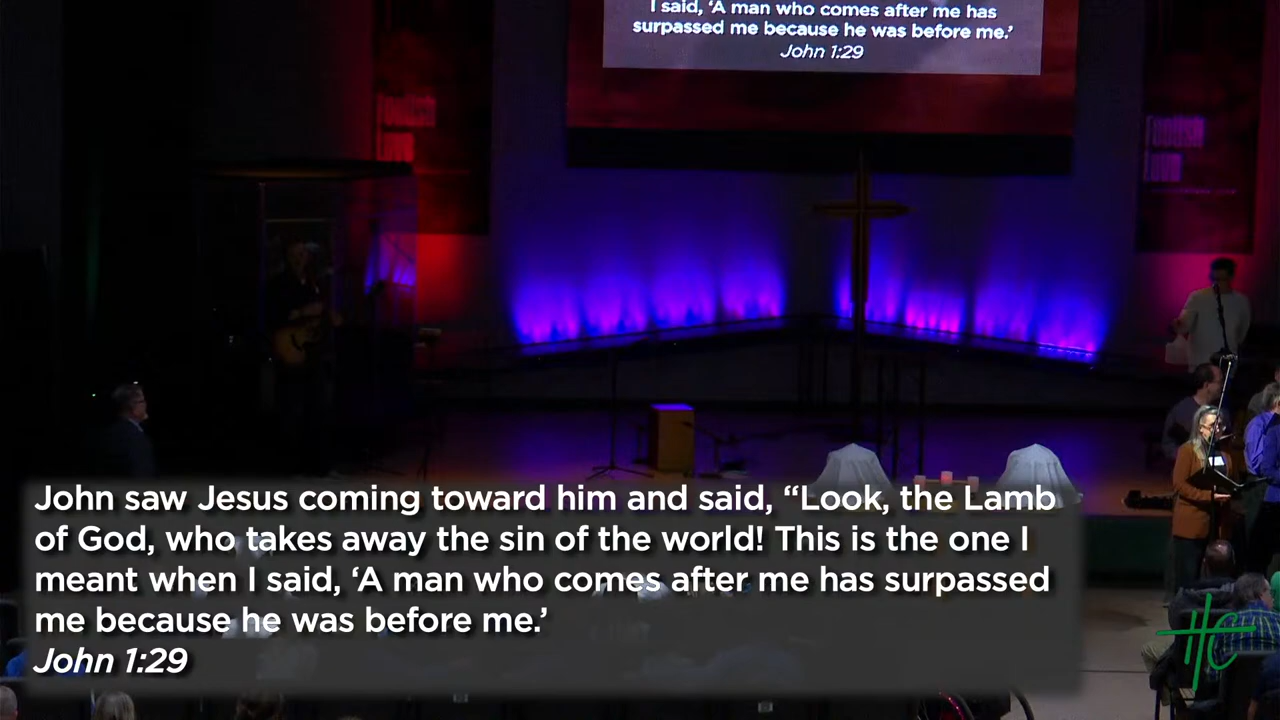 I said, ‘A man who comes after me has
surpassed me because he was before me.’
John 1:29
Foolish
Love
John saw Jesus coming toward him and said, “Look, the Lamb
of God, who takes away the sin of the world! This is the one I
meant when I said, ‘A man who comes after me has surpassed
me because he was before me.’
John 1:29
HC